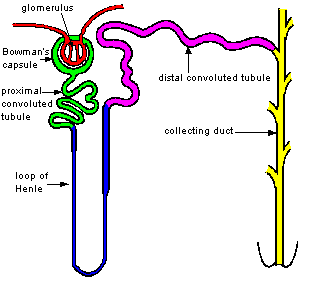 glomerulus
Bowman's
capsule
proximal
convoluted
tubule
distal convoluted tubule
collecting duct
loop of
Henle